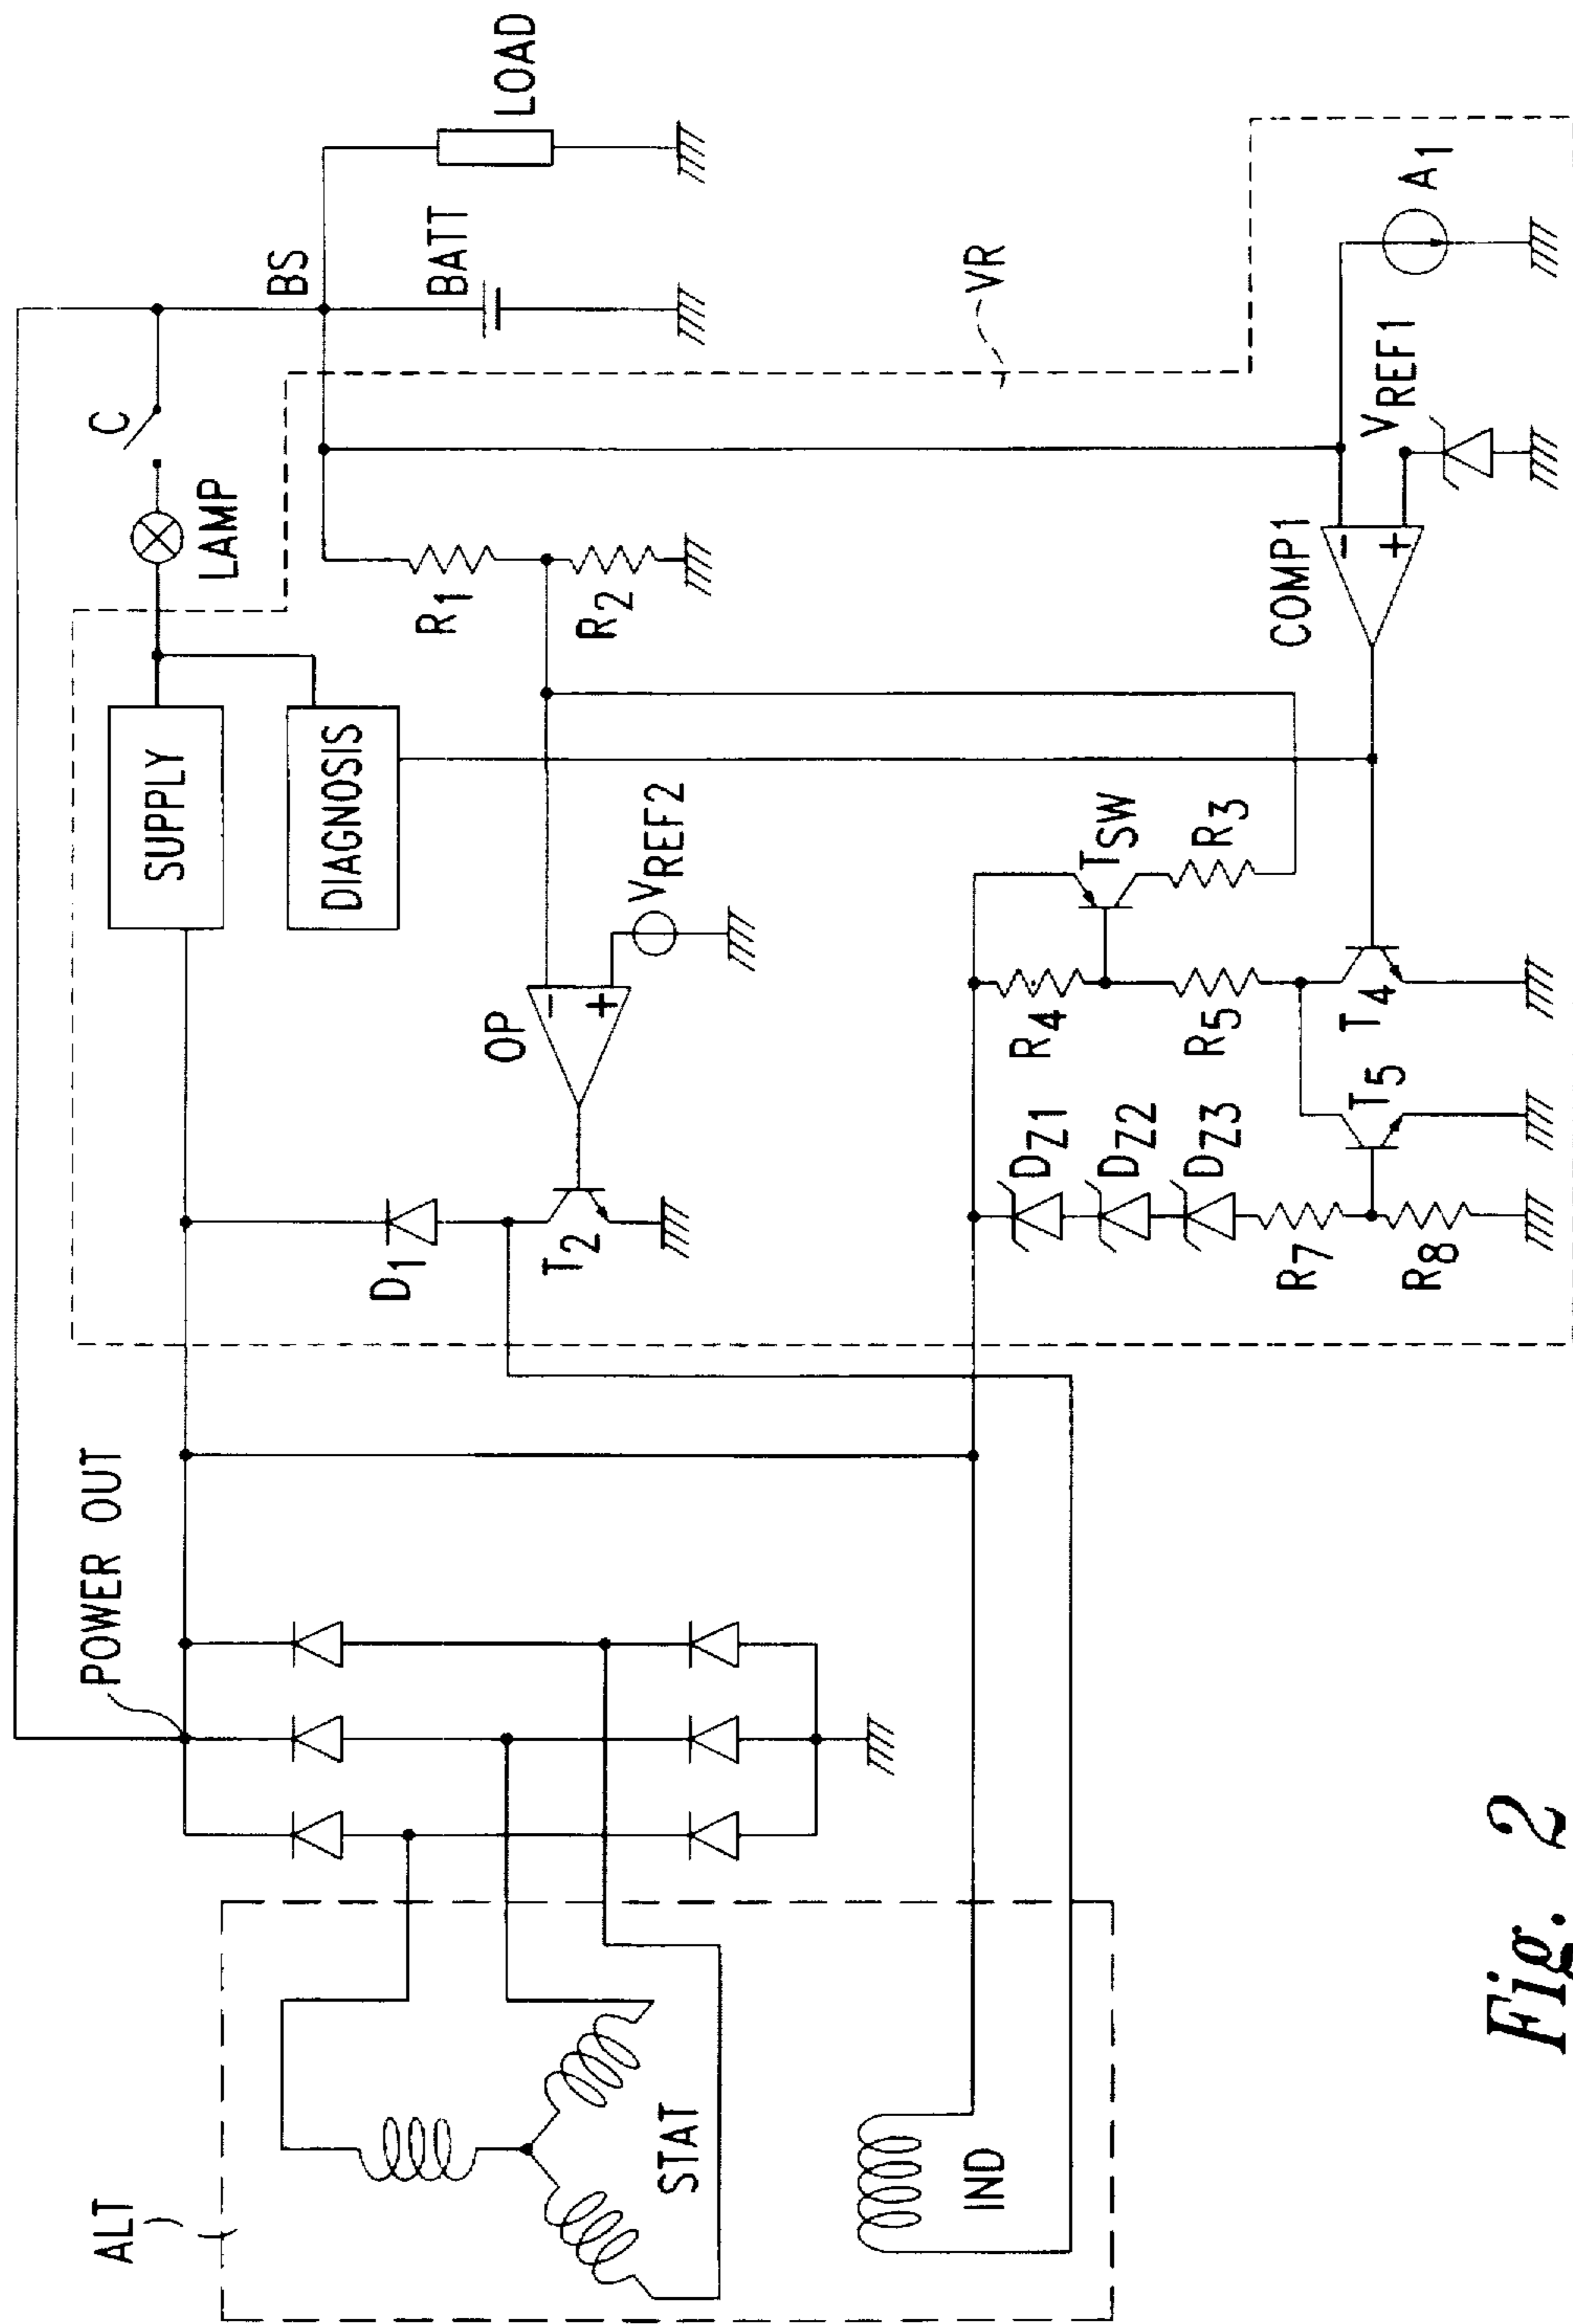 BS
LOAD
BATT
C
LAMP
VR
A1
VREF1
SUPPLY
DIAGNOSIS
R1
R2
COMP1
VREF2
OP
TSW
R3
R4
R5
T4
T5
D1
T2
DZ1
DZ2
DZ3
R7
R8
POWER OUT
ALT
STAT
IND
- +
- +
Fig. 2